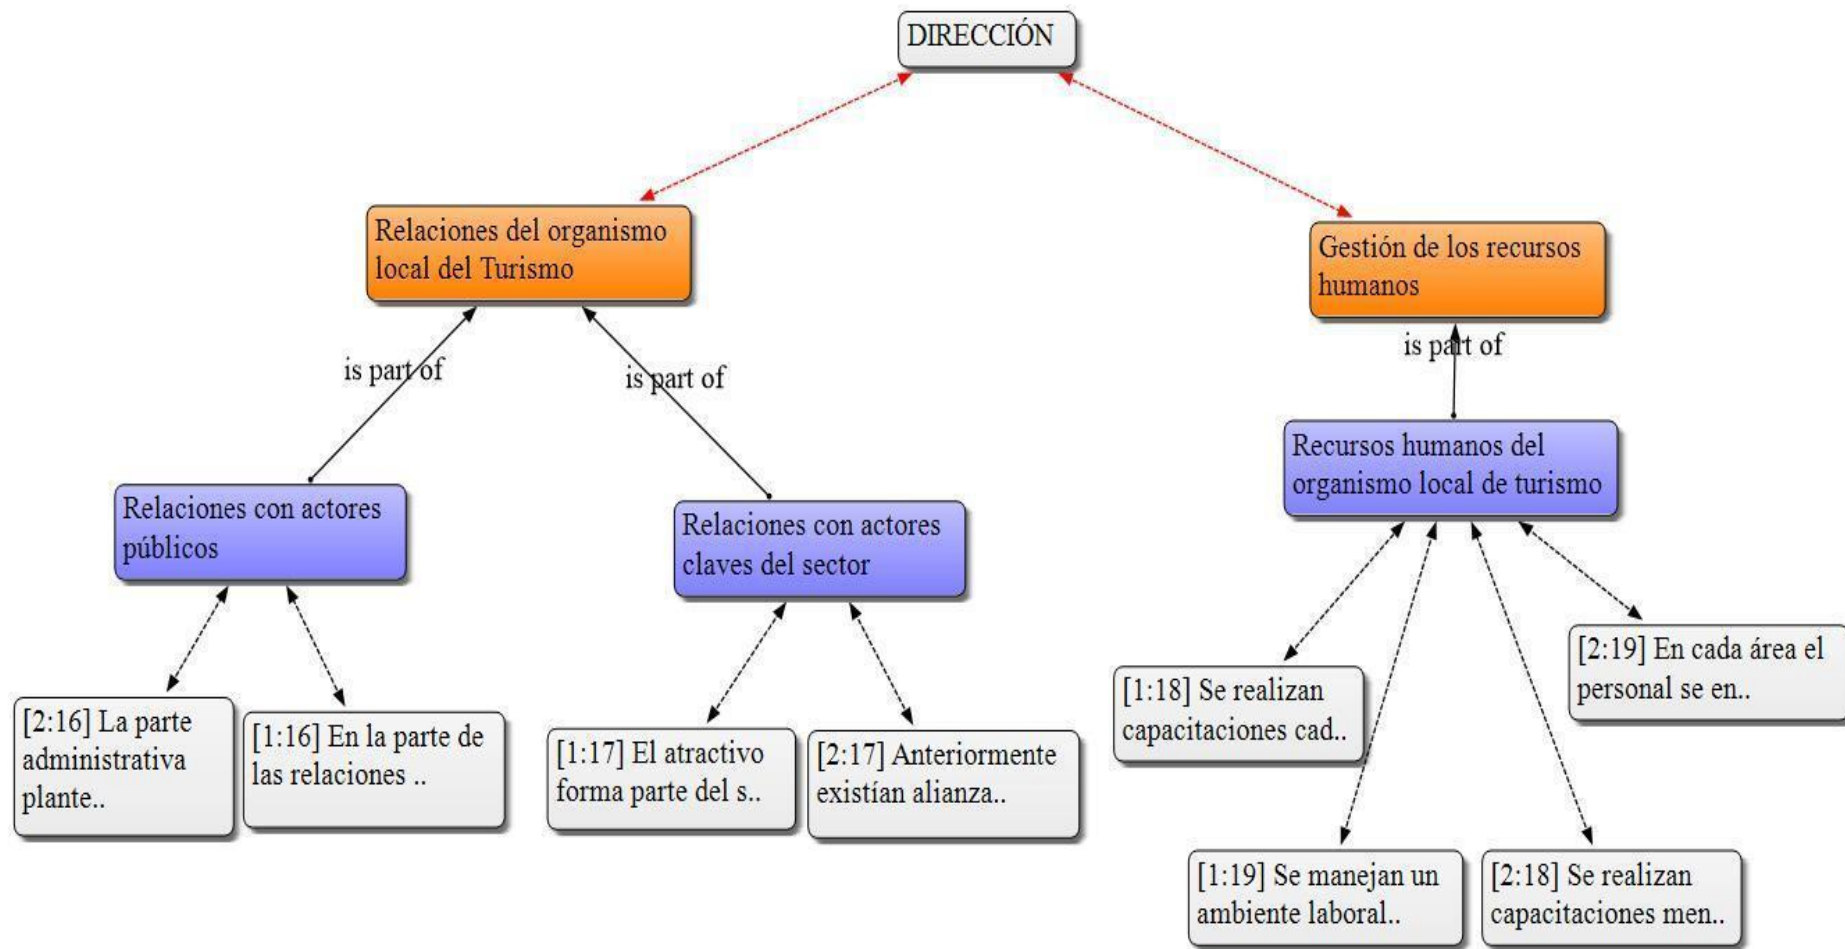 DIRECCIÓN
Relaciones del organismo
local del Turismo
Gestión de los recursos
humanos
is part of
is part of
is part of
Relaciones con actores
públicos
Relaciones con actores
claves del sector
Recursos humanos del
organismo local de turismo
[2:16] La parte
administrativa
plante..
[1:16] En la parte de
las relaciones ..
[1:17] El atractivo
forma parte del s..
[2:17] Anteriormente
existían alianza..
[1:18] Se realizan
capacitaciones cad..
[2:19] En cada área el
personal se en..
[1:19] Se manejan un
ambiente laboral..
[2:18] Se realizan
capacitaciones men..